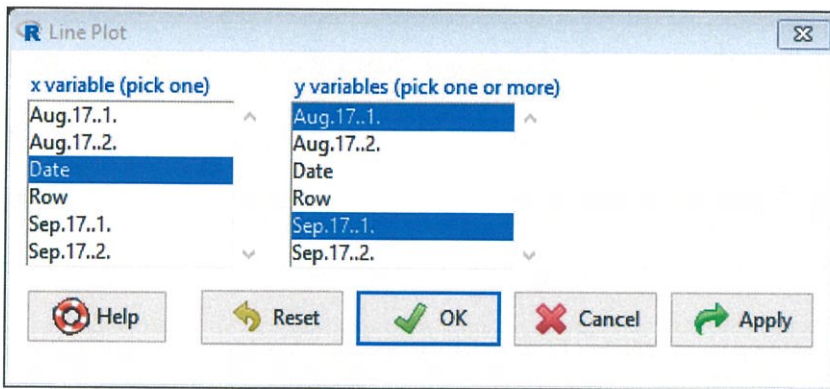 R Line Plot
x variable (pick one)
Aug.17..1.
Aug.17..2.
Date
Row
Sep.17..1.
Sep.17..2.
y variables (pick one or more)
Aug.17..1.
Aug.17..2.
Date
Row
Sep.17..1.
Sep.17..2.
Help
Reset
OK
Cancel
Apply